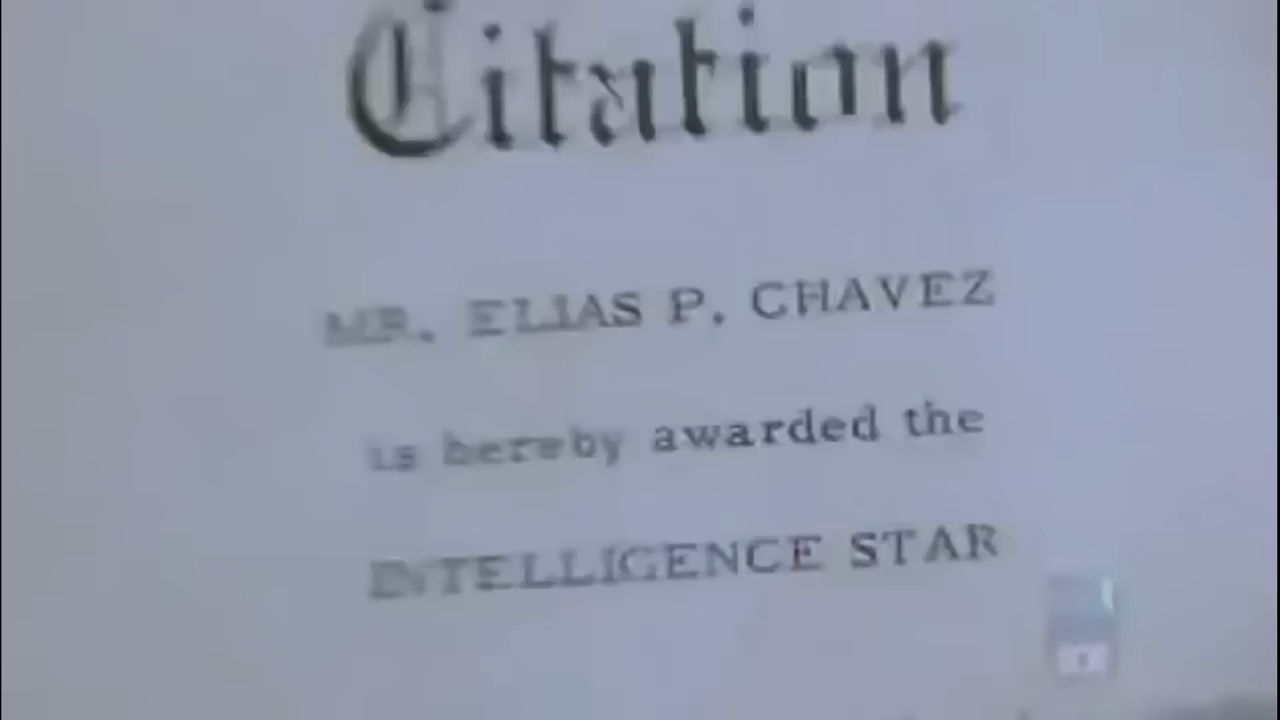 Citation
MR. ELIAS P. CHAVEZ
is hereby awarded the
INTELLIGENCE STAR